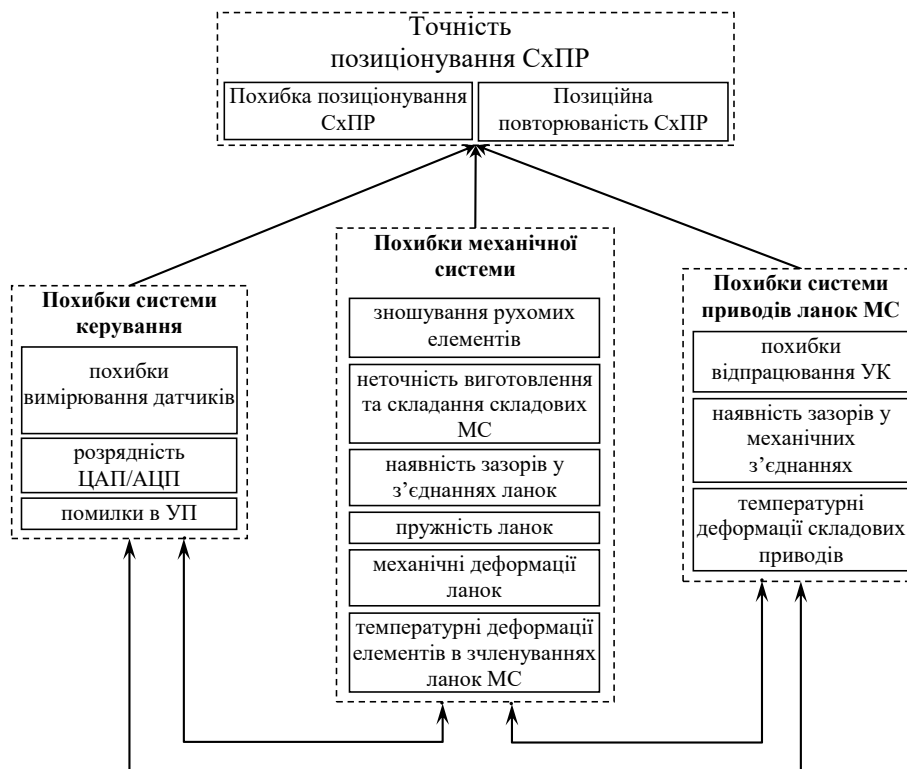 Точність
позиціонування СхПР
Похибка позиціонування
СхПР
Позиційна
повторюваність СхПР
Похибки системи
керування
похибки
вимірювання датчиків
розрядність
ЦАП/АЦП
помилки в УП
Похибки механічної
системи
зношування рухомих
елементів
неточність виготовлення
та складання складових
МС
наявність зазорів у
з’єднаннях ланок
пружність ланок
механічні деформації
ланок
температурні деформації
елементів в зчленуваннях
ланок МС
Похибки системи
приводів ланок МС
похибки
відпрацювання УК
наявність зазорів у
механічних
з’єднаннях
температурні
деформації складових
приводів